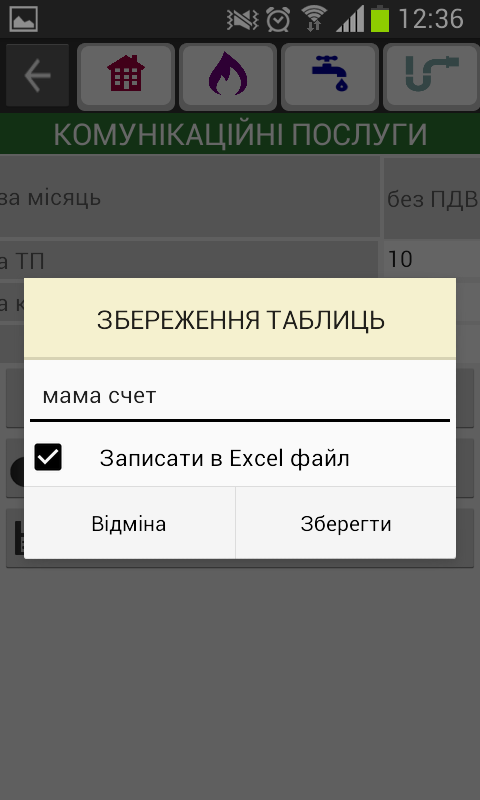 12:36
КОМУНІКАЦІЙНІ ПОСЛУГИ
за місяць
без ПДВ
а ТП
10
а к
ЗБЕРЕЖЕННЯ ТАБЛИЦЬ
мама счет
Записати в Excel файл
Відміна
Зберегти